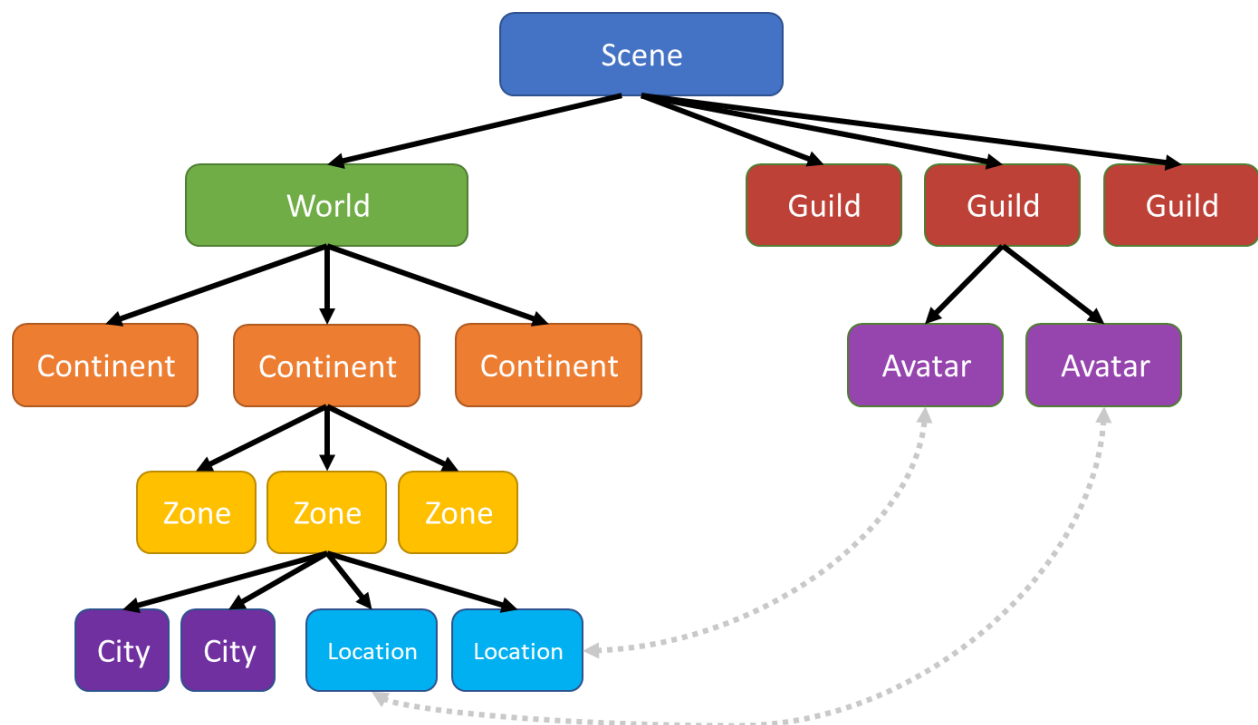 Scene
World
Guild
Guild
Guild
Continent
Continent
Continent
Avatar
Avatar
Zone
Zone
Zone
City
City
Location
Location